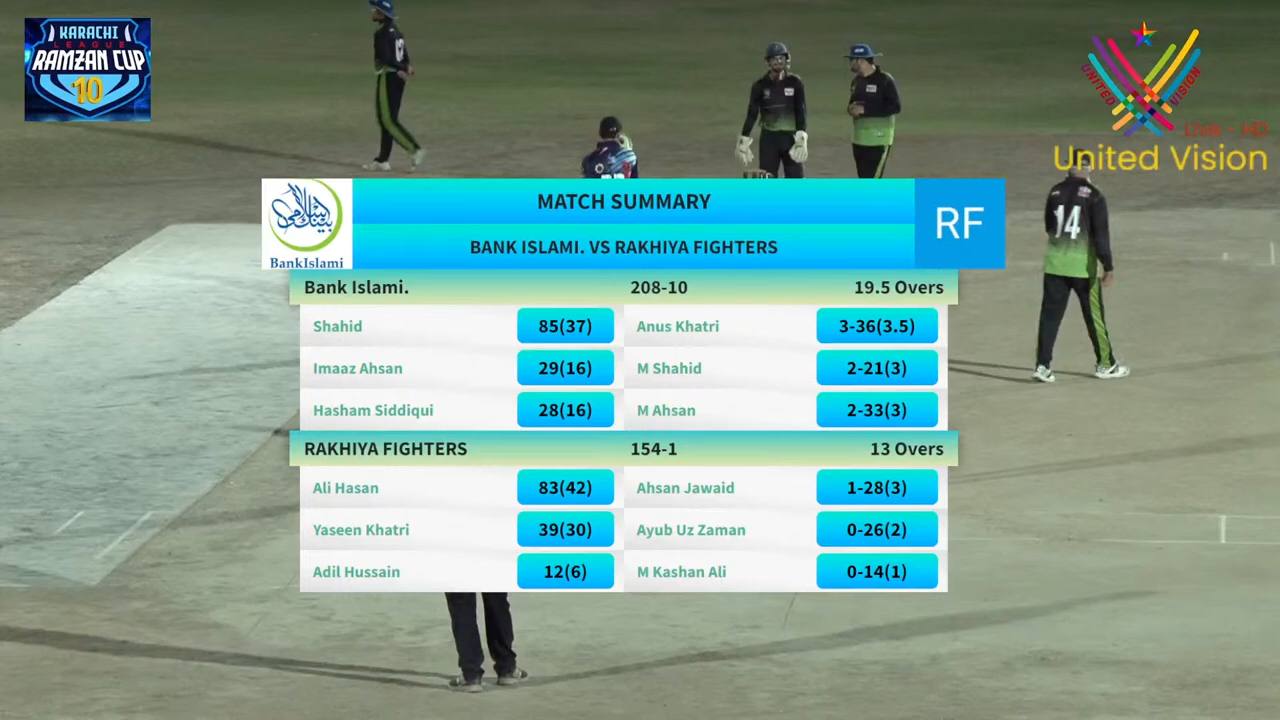 KARACHI
LEAGUE
RAMZAN CUP
10
UNITED VISION
Live - HD
United Vision
14
بینک اسلامی
BankIslami
MATCH SUMMARY
BANK ISLAMI. VS RAKHIYA FIGHTERS
RF
Bank Islami. 208-10 19.5 Overs
Shahid 85(37) Anus Khatri 3-36(3.5)
Imaaz Ahsan 29(16) M Shahid 2-21(3)
Hasham Siddiqui 28(16) M Ahsan 2-33(3)
RAKHIYA FIGHTERS 154-1 13 Overs
Ali Hasan 83(42) Ahsan Jawaid 1-28(3)
Yaseen Khatri 39(30) Ayub Uz Zaman 0-26(2)
Adil Hussain 12(6) M Kashan Ali 0-14(1)